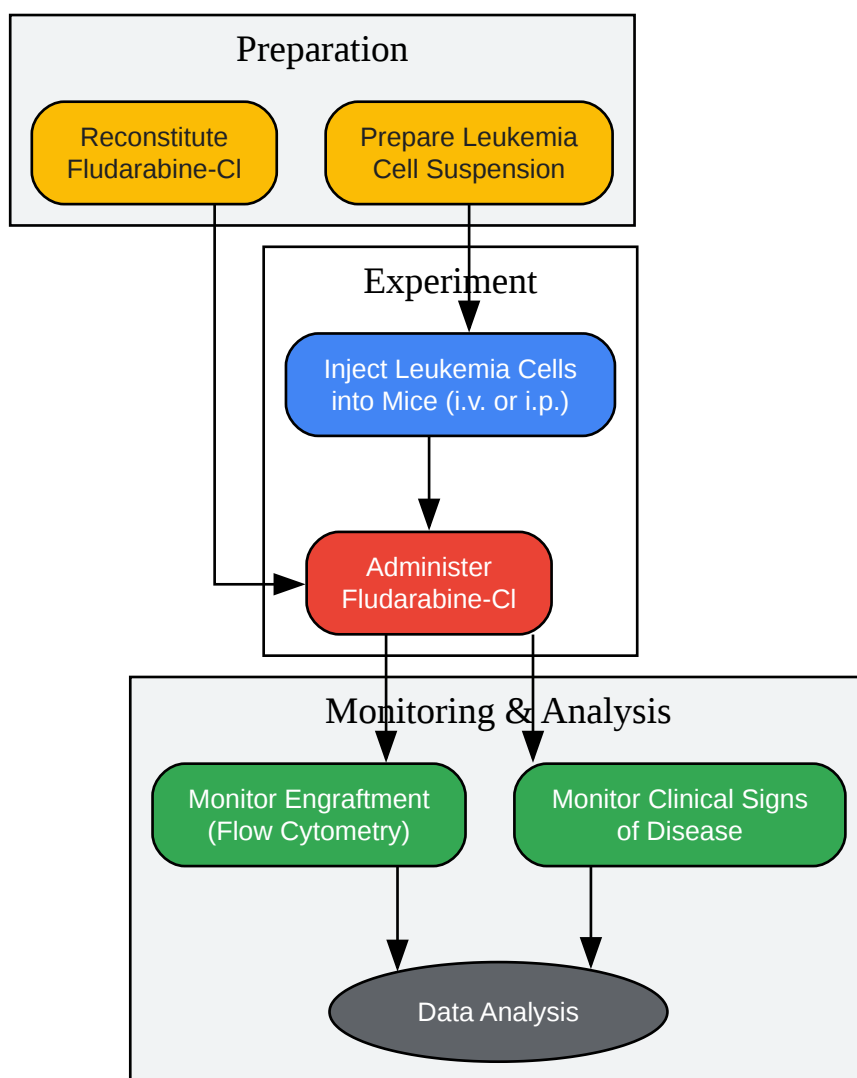 Preparation
Reconstitute
Fludarabine-Cl
Prepare Leukemia
Cell Suspension
Experiment
Inject Leukemia Cells
into Mice (i.v. or i.p.)
Administer
Fludarabine-Cl
Monitoring & Analysis
Monitor Engraftment
(Flow Cytometry)
Monitor Clinical Signs
of Disease
Data Analysis